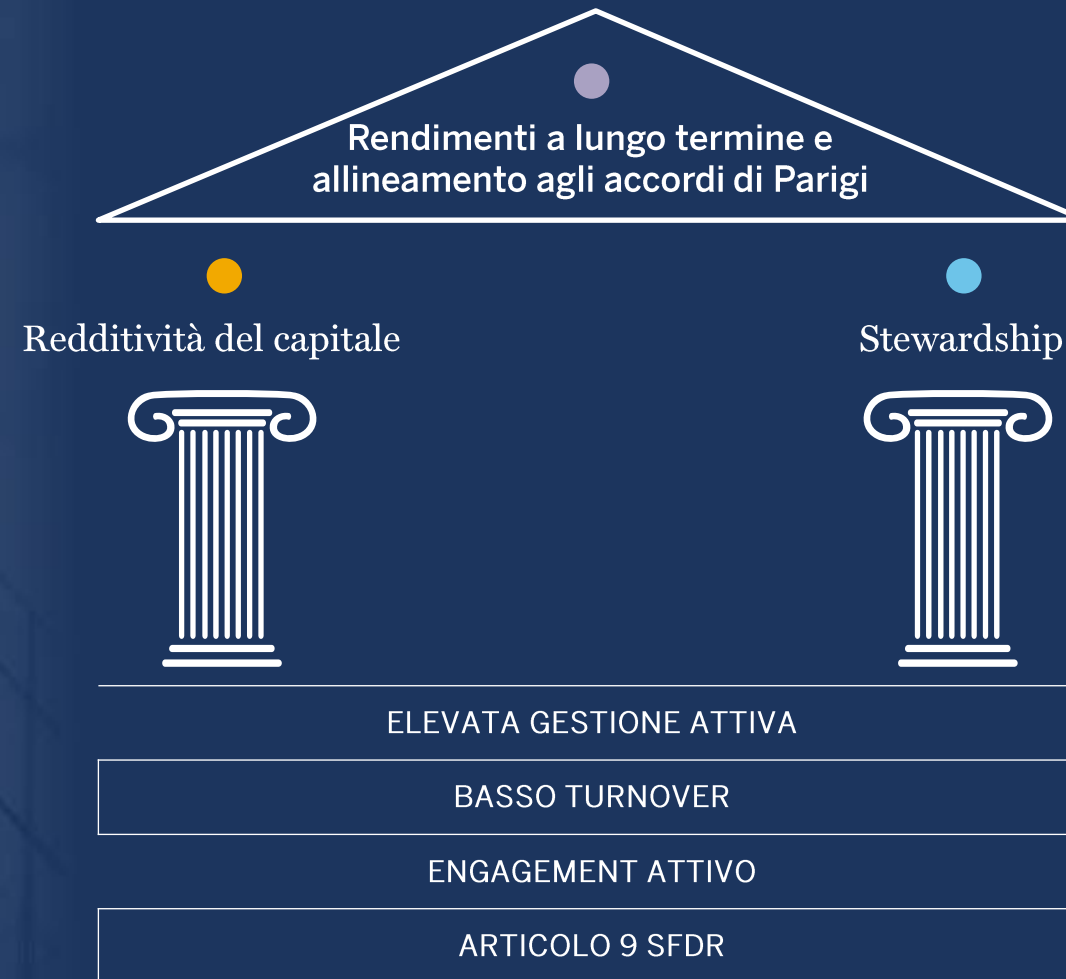 Rendimenti a lungo termine e
allineamento agli accordi di Parigi
Redditività del capitale
Stewardship
ELEVATA GESTIONE ATTIVA
BASSO TURNOVER
ENGAGEMENT ATTIVO
ARTICOLO 9 SFDR